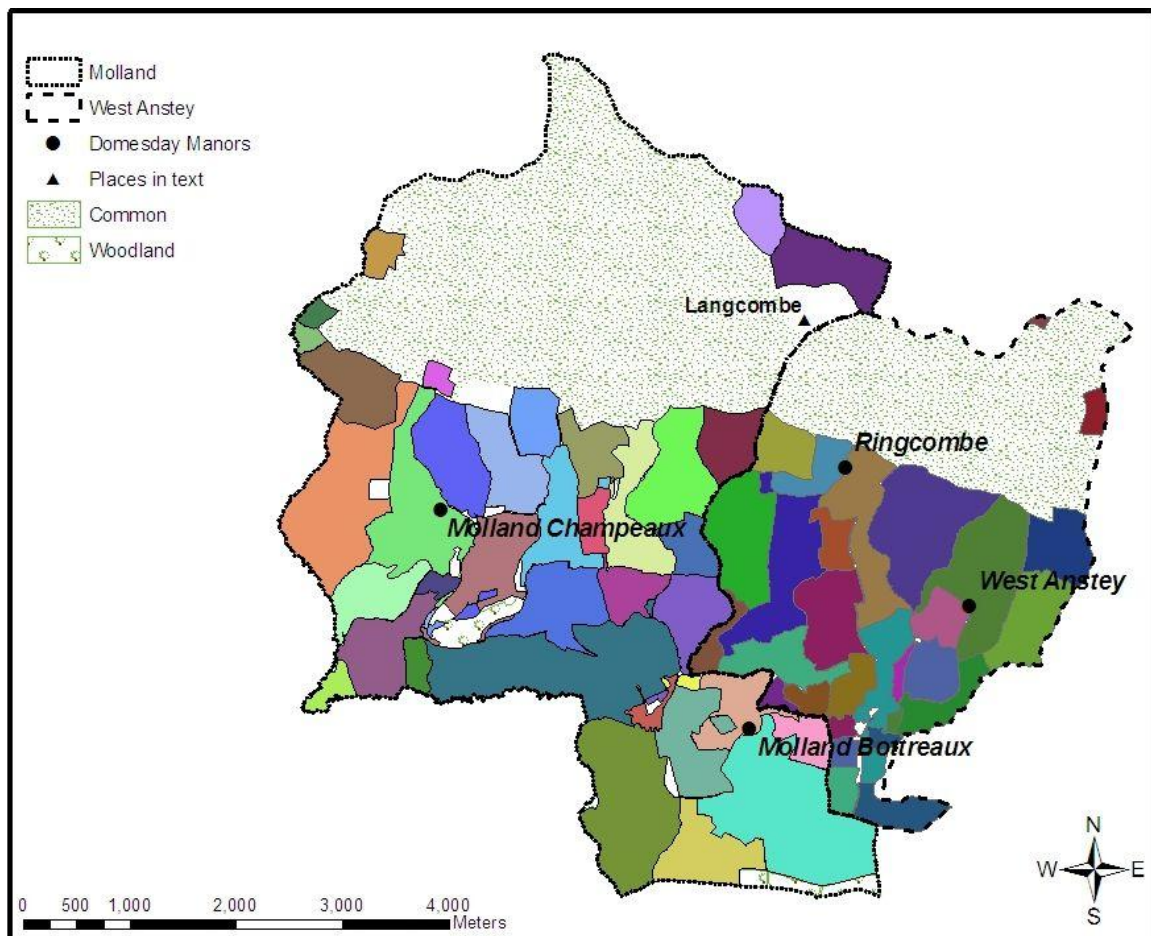 Molland
West Anstey
Domesday Manors
Places in text
Common
Woodland
Langcombe
Ringcombe
Molland Champeaux
West Anstey
Molland Bottreaux
N
W E
S
0 500 1,000 2,000 3,000 4,000
Meters